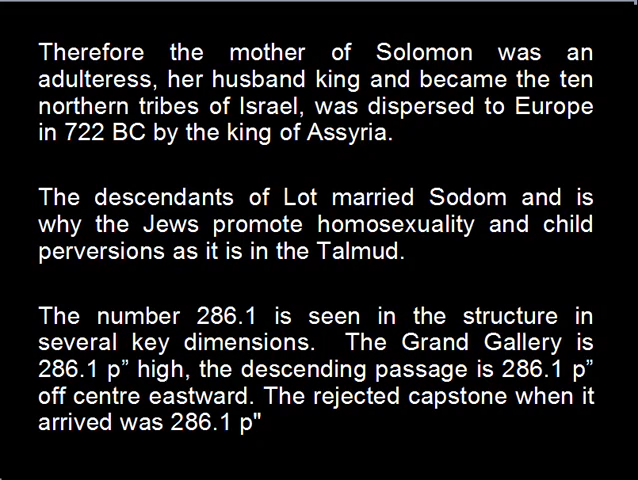 Therefore the mother of Solomon was an
adulteress, her husband king and became the ten
northern tribes of Israel, was dispersed to Europe
in 722 BC by the king of Assyria.
The descendants of Lot married Sodom and is
why the Jews promote homosexuality and child
perversions as it is in the Talmud.
The number 286.1 is seen in the structure in
several key dimensions. The Grand Gallery is
286.1 p” high, the descending passage is 286.1 p”
off centre eastward. The rejected capstone when it
arrived was 286.1 p"